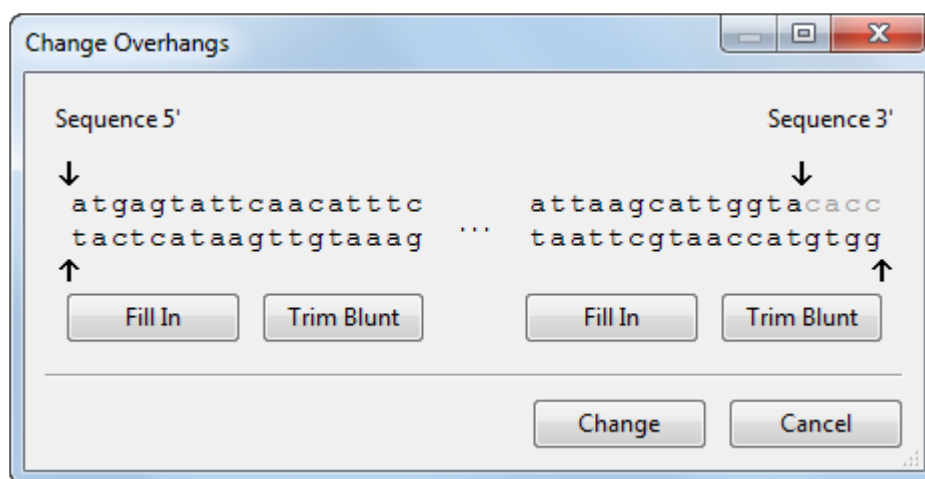 Change Overhangs
Sequence 5' Sequence 3'
atgagtattcaacatttc attaagcattggtacacc
tactcataagttgtaaag ... taattcgtaaccatgtgg
Fill In Trim Blunt Fill In Trim Blunt
Change Cancel